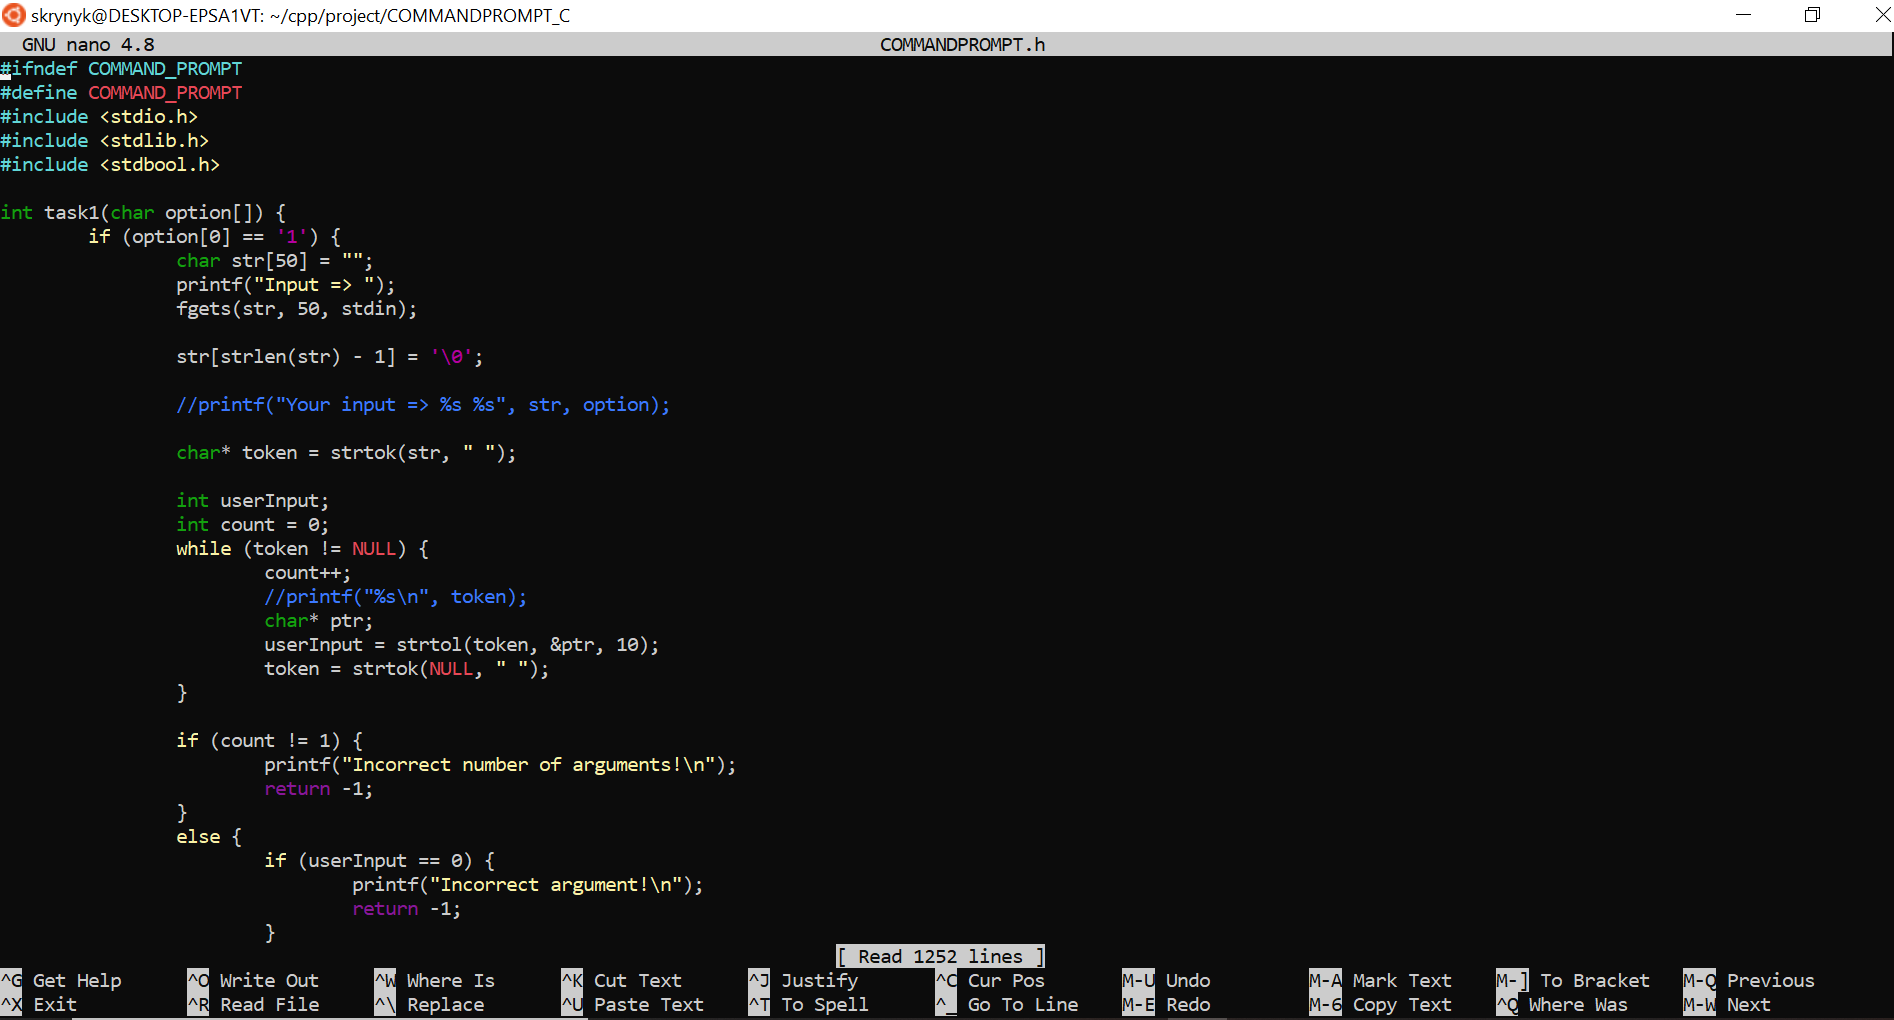 skrynyk@DESKTOP-EPSA1VT: ~/cpp/project/COMMANDPROMPT_C
GNU nano 4.8 COMMANDPROMPT.h
#ifndef COMMAND_PROMPT
#define COMMAND_PROMPT
#include <stdio.h>
#include <stdlib.h>
#include <stdbool.h>

int task1(char option[]) {
        if (option[0] == '1') {
                char str[50] = "";
                printf("Input => ");
                fgets(str, 50, stdin);

                str[strlen(str) - 1] = '\0';

                //printf("Your input => %s %s", str, option);

                char* token = strtok(str, " ");

                int userInput;
                int count = 0;
                while (token != NULL) {
                        count++;
                        //printf("%s\n", token);
                        char* ptr;
                        userInput = strtol(token, &ptr, 10);
                        token = strtok(NULL, " ");
                }

                if (count != 1) {
                        printf("Incorrect number of arguments!\n");
                        return -1;
                }
                else {
                        if (userInput == 0) {
                                printf("Incorrect argument!\n");
                                return -1;
                        }
[ Read 1252 lines ]
^G Get Help ^O Write Out ^W Where Is ^K Cut Text ^J Justify ^C Cur Pos M-U Undo M-A Mark Text M-] To Bracket M-Q Previous
^X Exit ^R Read File ^\ Replace ^U Paste Text ^T To Spell ^_ Go To Line M-E Redo M-6 Copy Text ^Q Where Was M-W Next